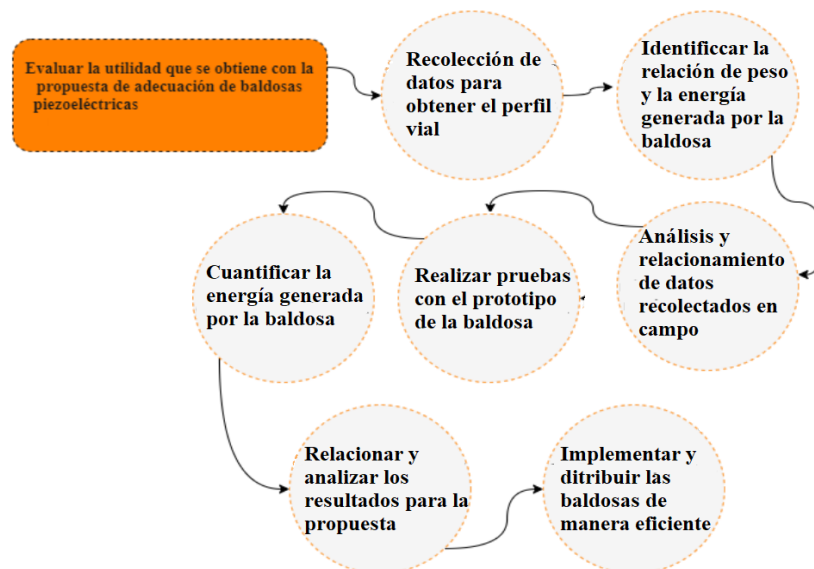 Evaluar la utilidad que se obtiene con la
propuesta de adecuación de baldosas
piezoeléctricas
Recolección de
datos para
obtener el perfil
vial
Identificcar la
relación de peso
y la energía
generada por la
baldosa
Análisis y
relacionamiento
de datos
recolectados en
campo
Realizar pruebas
con el prototipo
de la baldosa
Cuantificar la
energía generada
por la baldosa
Relacionar y
analizar los
resultados para la
propuesta
Implementar y
ditribuir las
baldosas de
manera eficiente